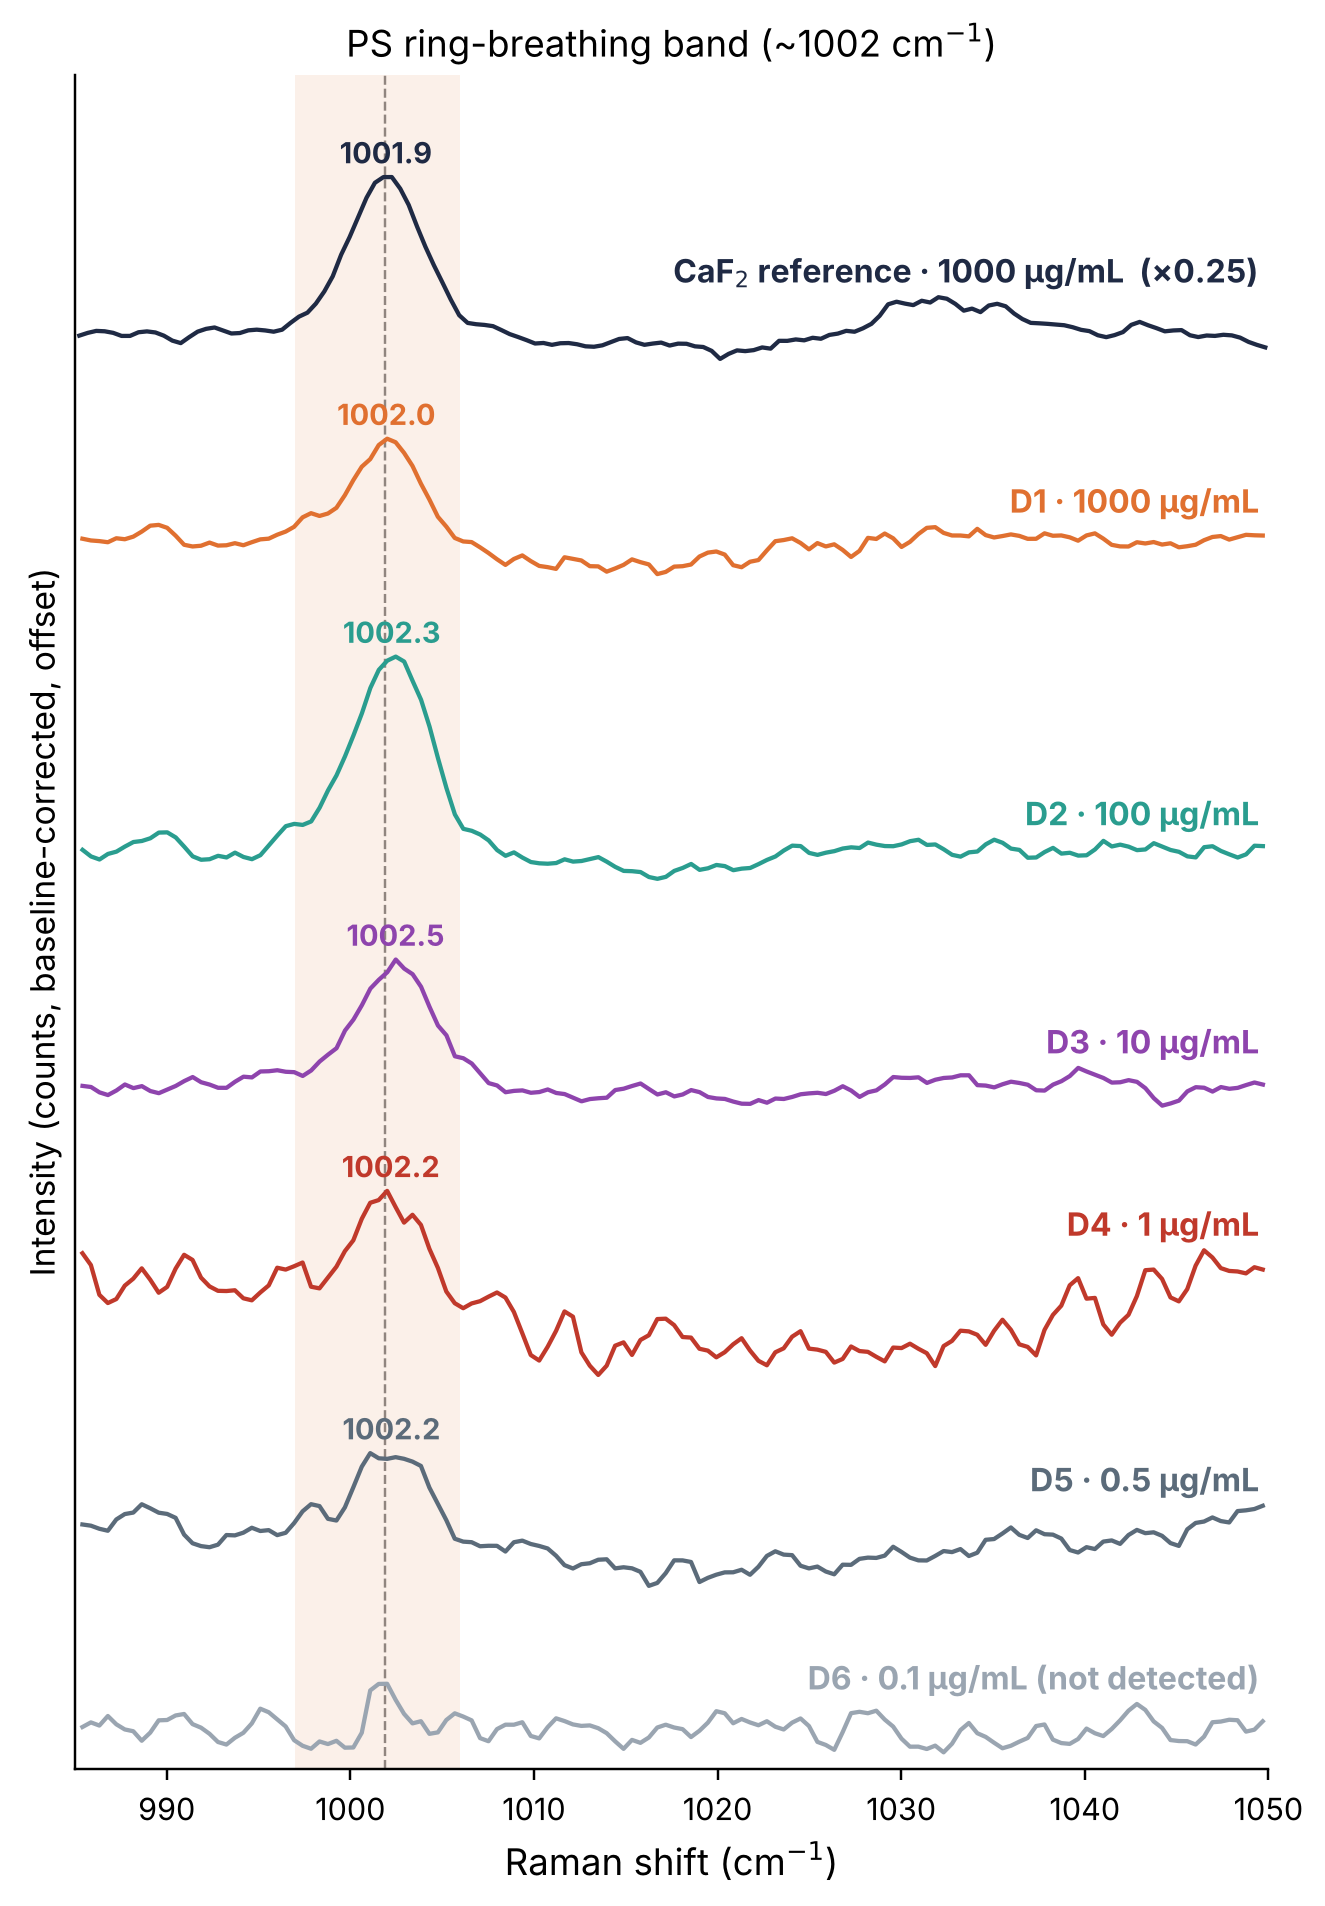 PS ring-breathing band (~1002 cm⁻¹)
1001.9
CaF₂ reference · 1000 µg/mL (×0.25)
1002.0
D1 · 1000 µg/mL
1002.3
D2 · 100 µg/mL
1002.5
D3 · 10 µg/mL
1002.2
D4 · 1 µg/mL
1002.2
D5 · 0.5 µg/mL
D6 · 0.1 µg/mL (not detected)
Intensity (counts, baseline-corrected, offset)
990 1000 1010 1020 1030 1040 1050
Raman shift (cm⁻¹)